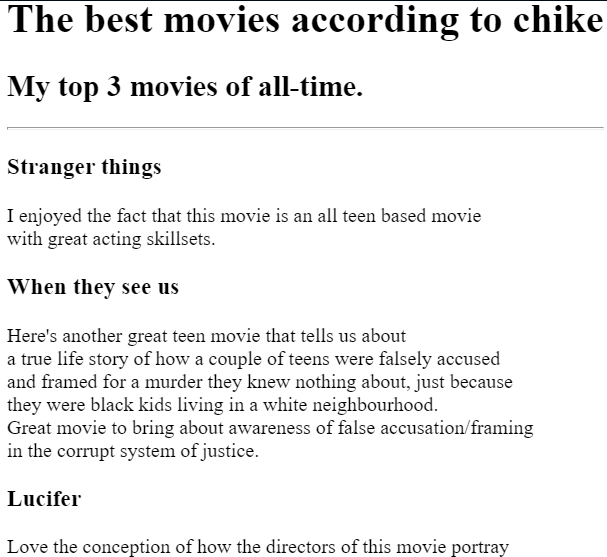 The best movies according to chike
My top 3 movies of all-time.
Stranger things
I enjoyed the fact that this movie is an all teen based movie
with great acting skillsets.
When they see us
Here's another great teen movie that tells us about
a true life story of how a couple of teens were falsely accused
and framed for a murder they knew nothing about, just because
they were black kids living in a white neighbourhood.
Great movie to bring about awareness of false accusation/framing
in the corrupt system of justice.
Lucifer
Love the conception of how the directors of this movie portray